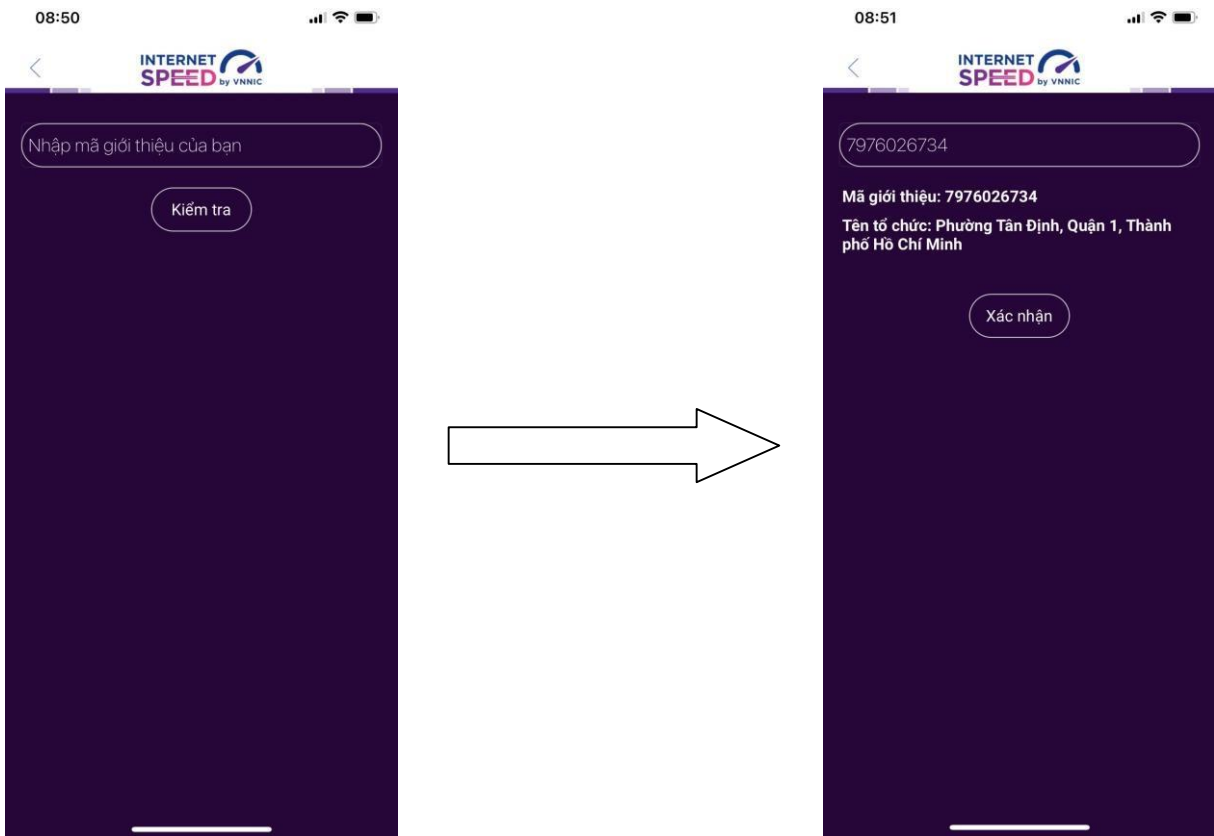 08:50
INTERNET
SPEED by VNNIC
Nhập mã giới thiệu của bạn
Kiểm tra
08:51
INTERNET
SPEED by VNNIC
7976026734
Mã giới thiệu: 7976026734
Tên tổ chức: Phường Tân Định, Quận 1, Thành
phố Hồ Chí Minh
Xác nhận